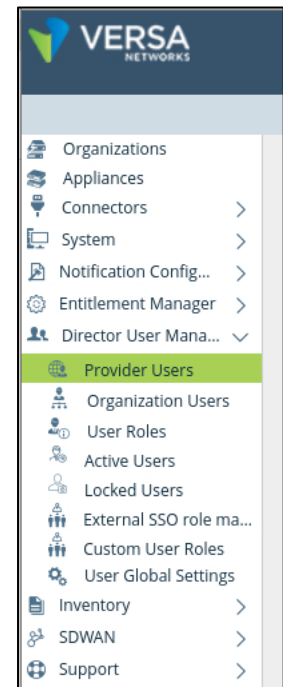 VERSA
NETWORKS
Organizations
Appliances
Connectors
System
Notification Config...
Entitlement Manager
Director User Mana...
Provider Users
Organization Users
User Roles
Active Users
Locked Users
External SSO role ma...
Custom User Roles
User Global Settings
Inventory
SDWAN
Support